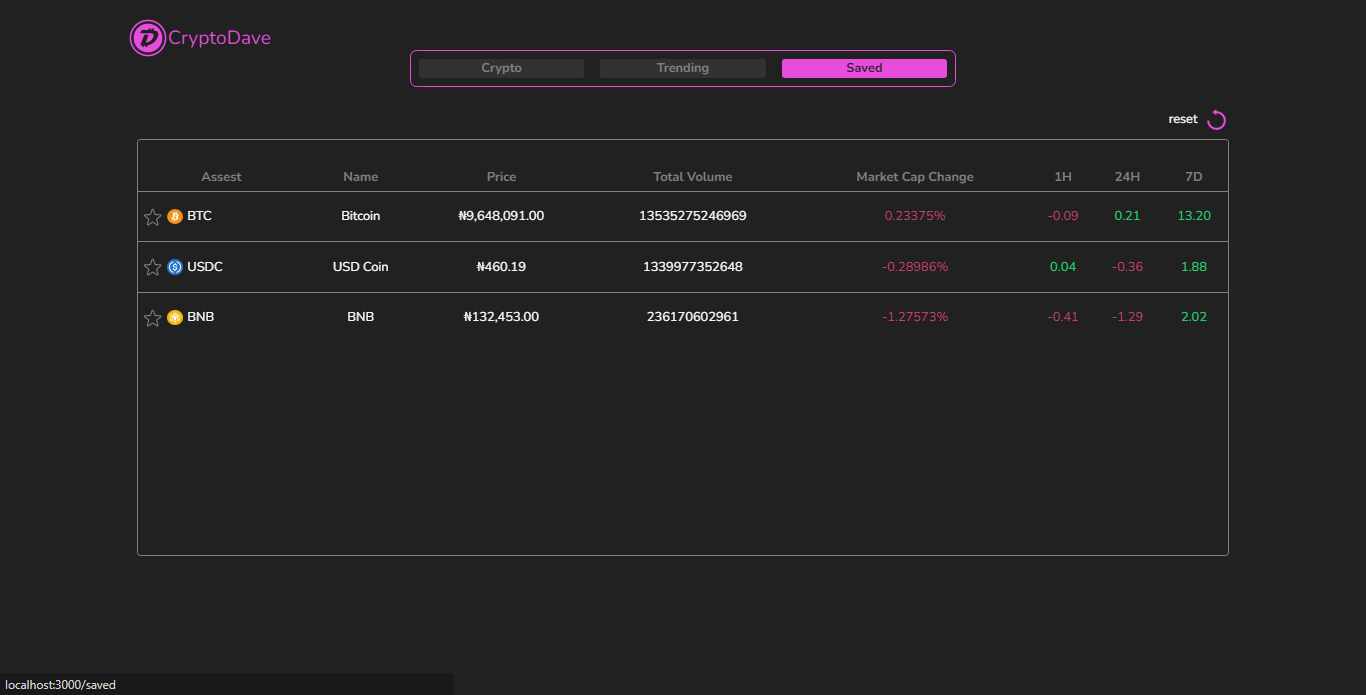 CryptoDave
Crypto Trending Saved
reset
Assest Name Price Total Volume Market Cap Change 1H 24H 7D
BTC Bitcoin ₦9,648,091.00 13535275246969 0.23375% -0.09 0.21 13.20
USDC USD Coin ₦460.19 1339977352648 -0.28986% 0.04 -0.36 1.88
BNB BNB ₦132,453.00 236170602961 -1.27573% -0.41 -1.29 2.02
localhost:3000/saved